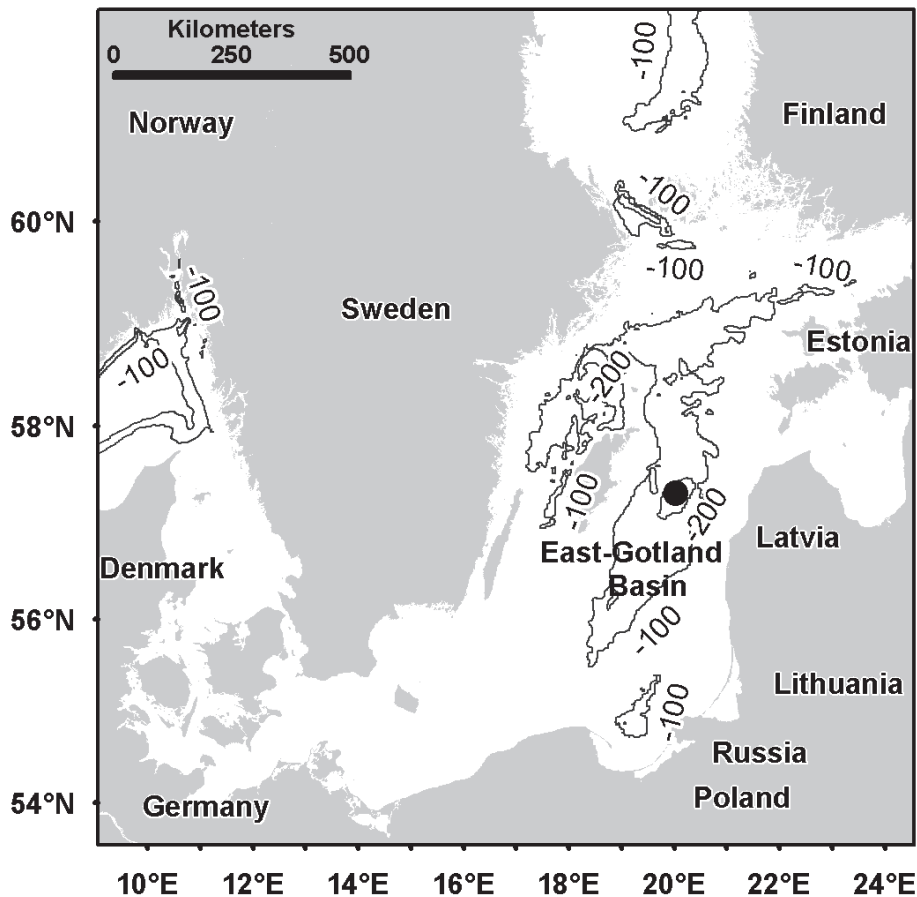 Kilometers
0 250 500
-100
Norway
Finland
-100
60°N
-100
-100
-100
Sweden
Estonia
-100
-200
58°N
-100
-200
Latvia
East-Gotland
Basin
Denmark
56°N
-100
Lithuania
-100
Russia
Poland
54°N
Germany
10°E 12°E 14°E 16°E 18°E 20°E 22°E 24°E